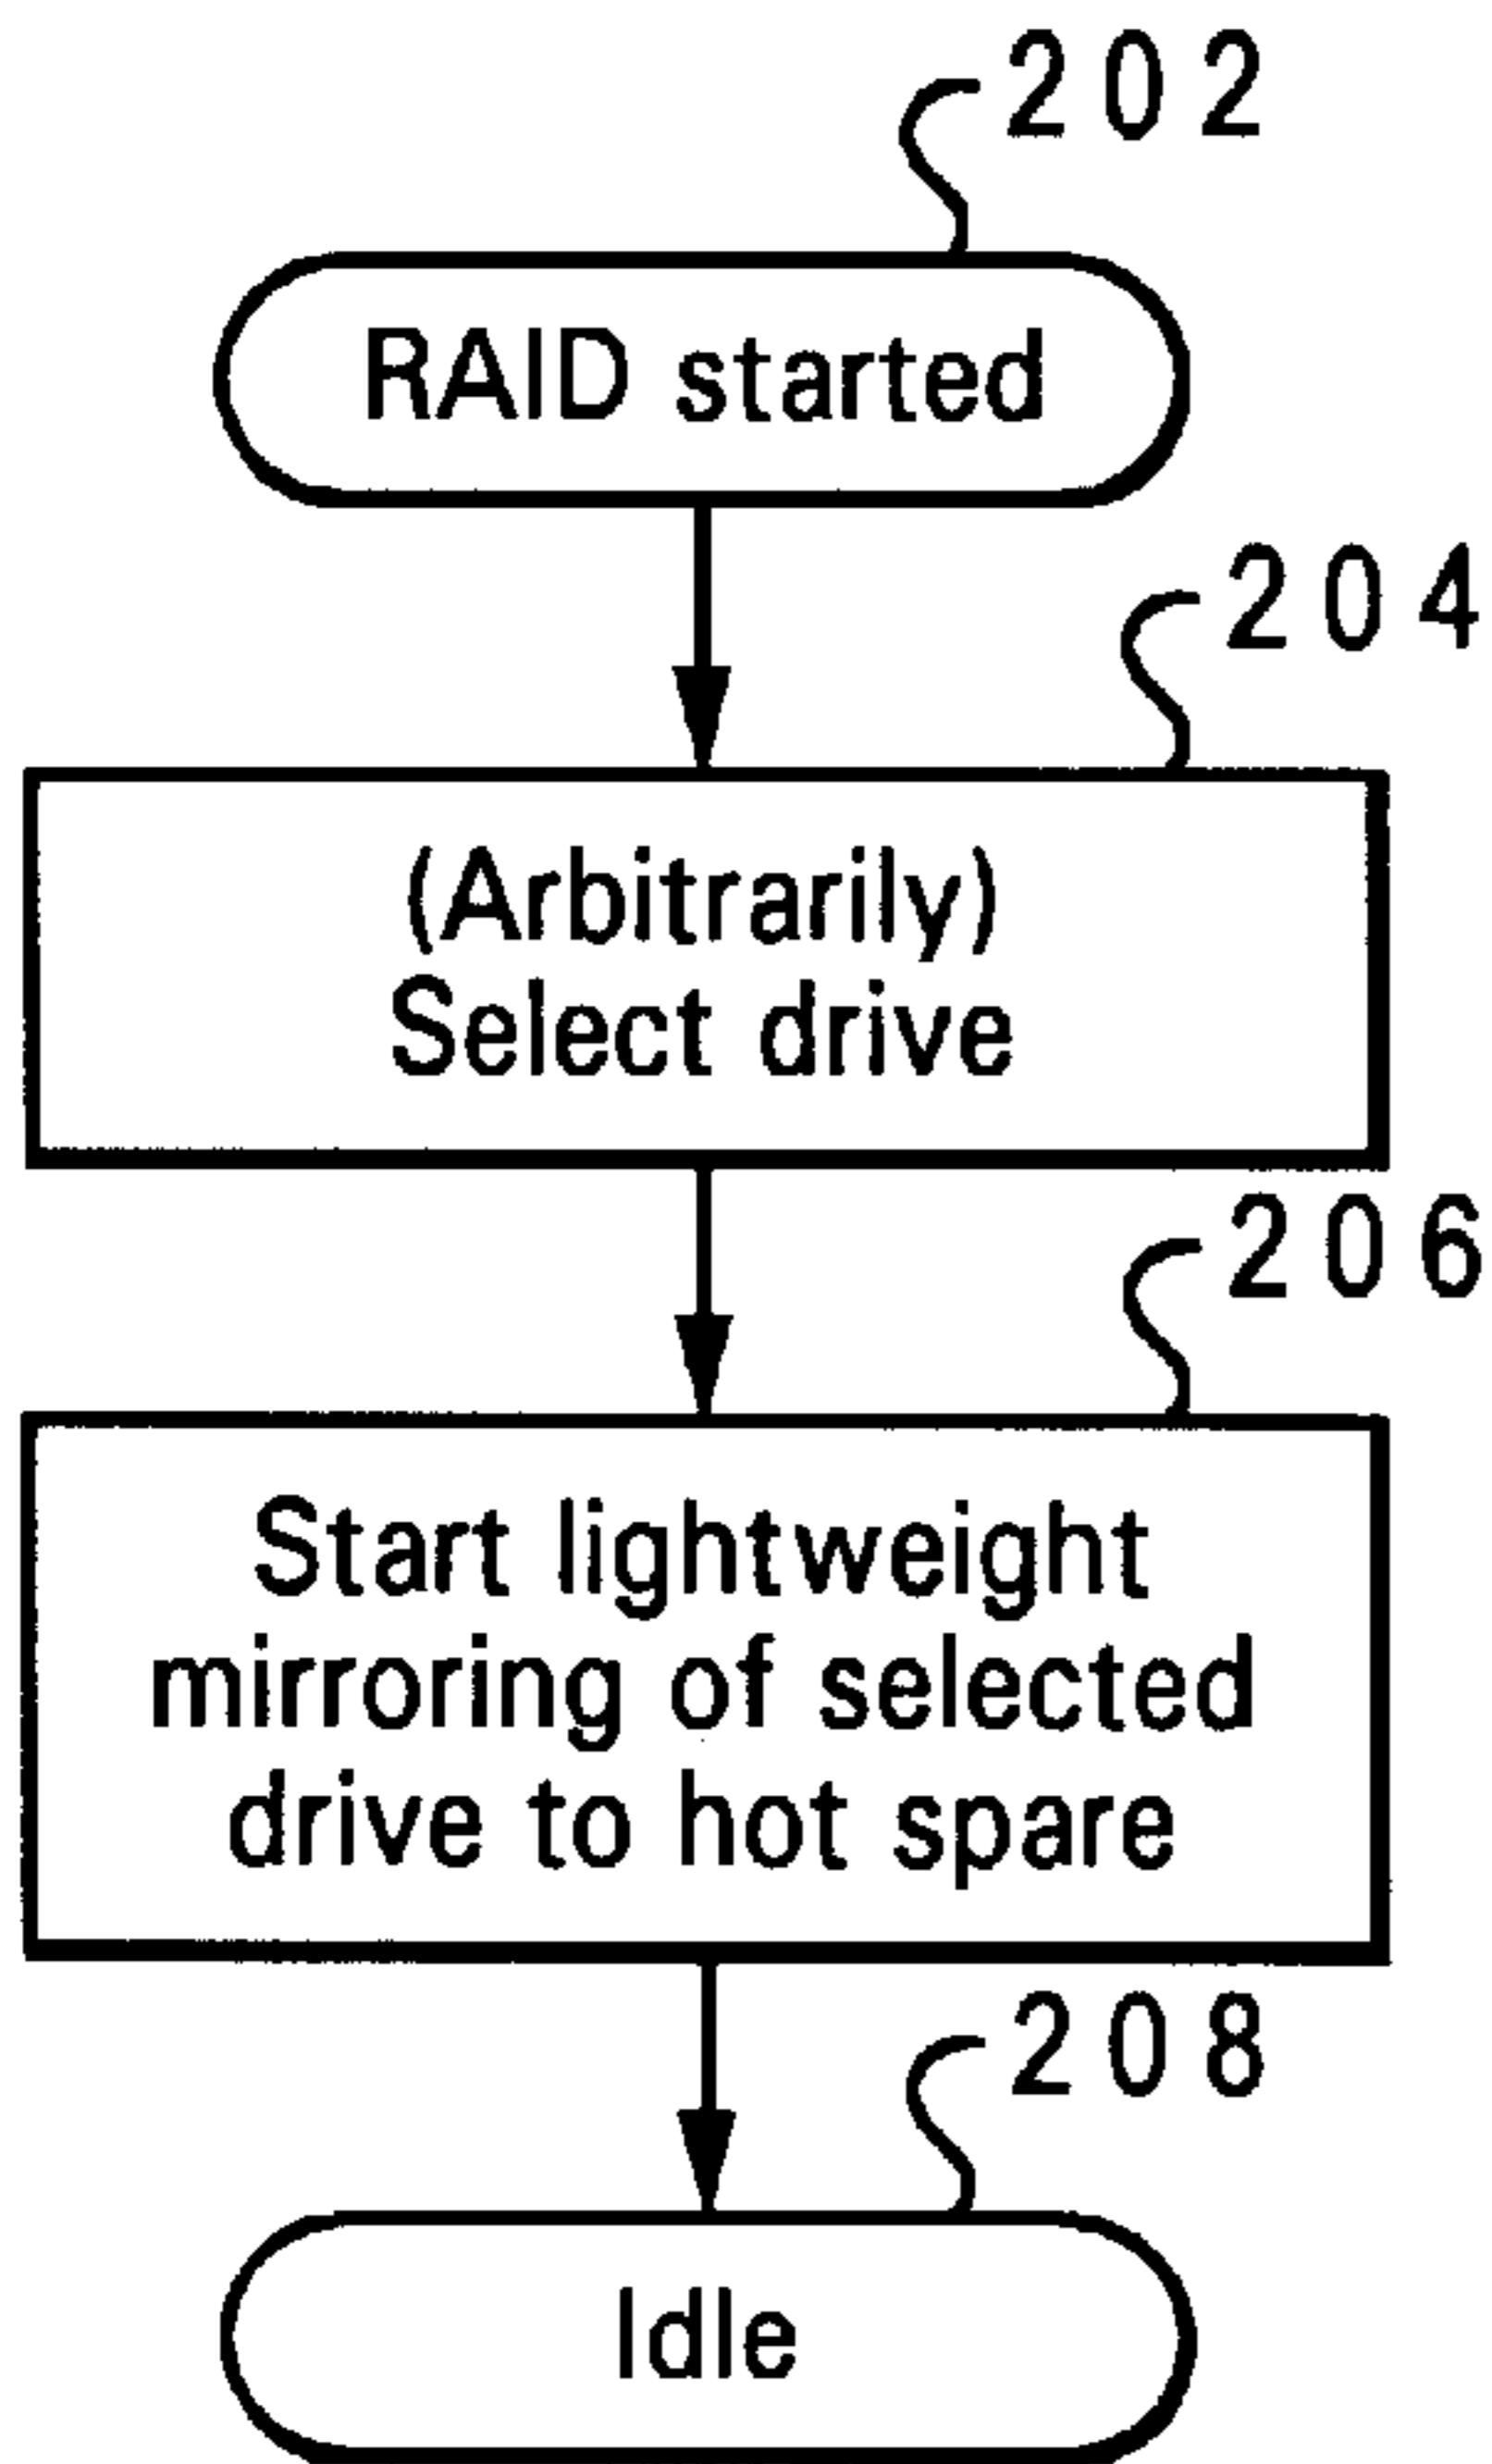 202
RAID started
204
(Arbitrarily)
Select drive
206
Start lightweight
mirroring of selected
drive to hot spare
208
Idle